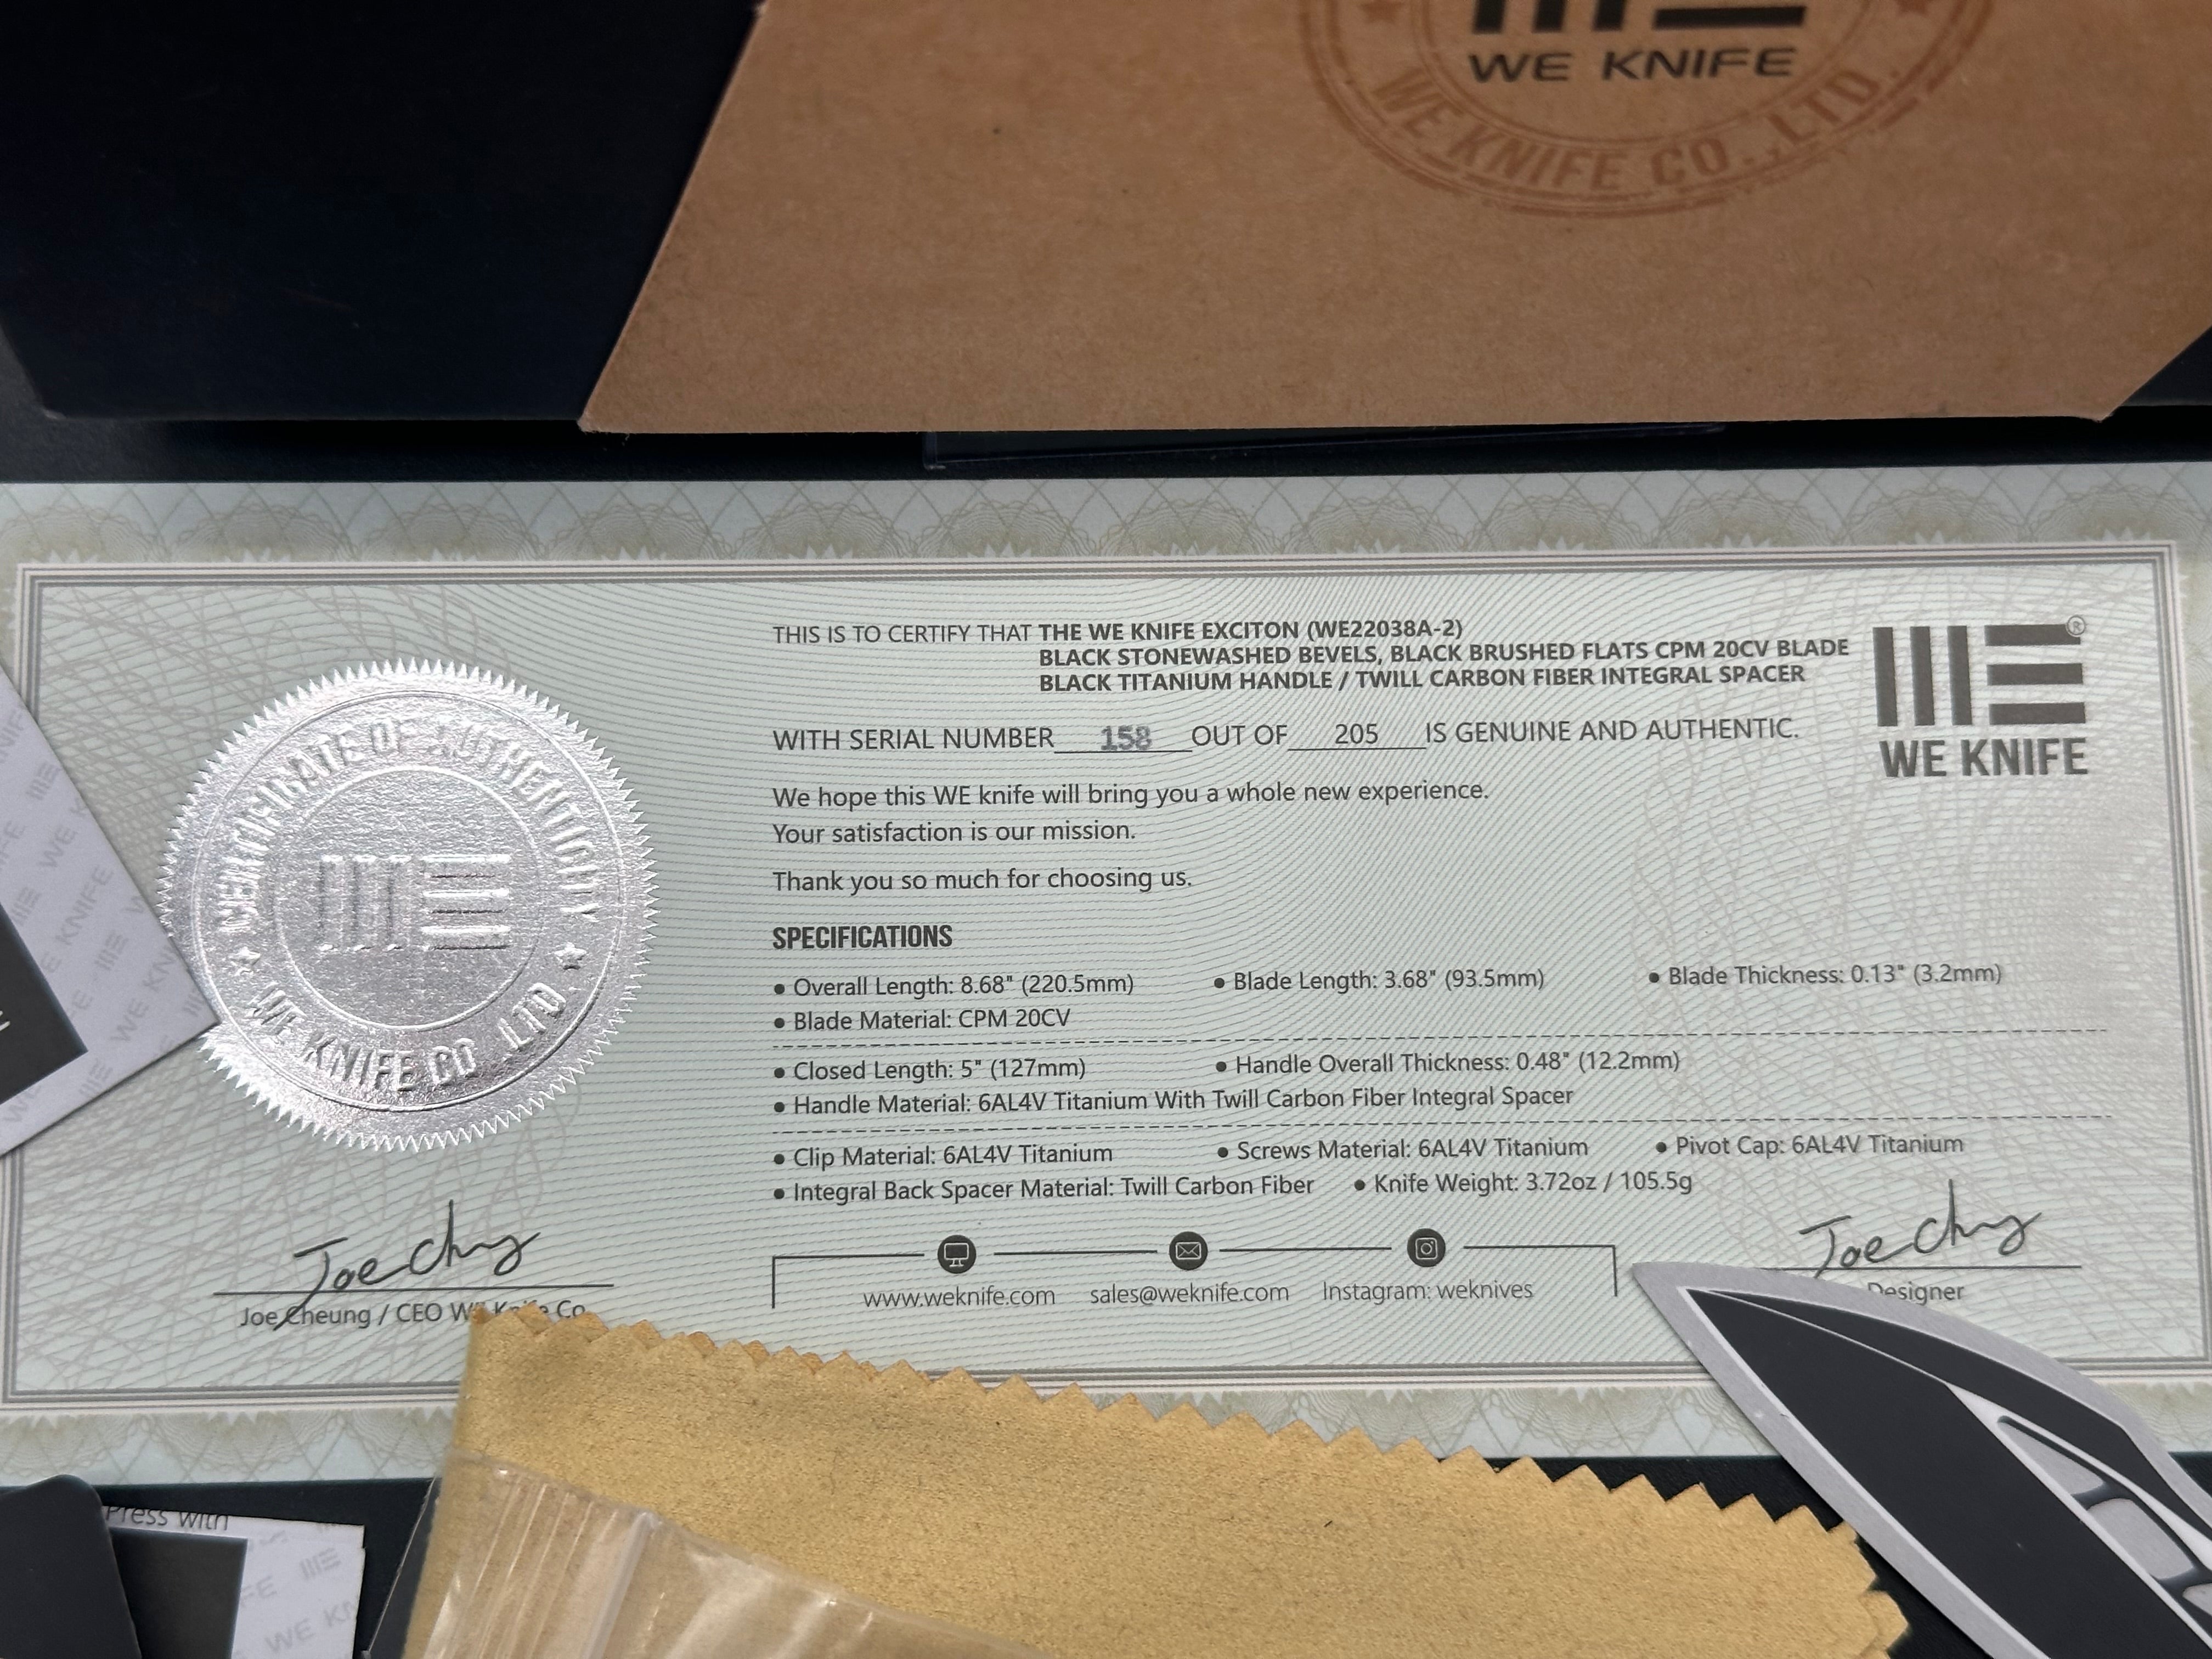 WE KNIFE
WE KNIFE CO.,LTD.
THIS IS TO CERTIFY THAT THE WE KNIFE EXCITON (WE22038A-2)
BLACK STONEWASHED BEVELS, BLACK BRUSHED FLATS CPM 20CV BLADE
BLACK TITANIUM HANDLE / TWILL CARBON FIBER INTEGRAL SPACER
WE KNIFE
®
WITH SERIAL NUMBER 158 OUT OF 205 IS GENUINE AND AUTHENTIC.
We hope this WE knife will bring you a whole new experience.
Your satisfaction is our mission.
Thank you so much for choosing us.
CERTIFICATE OF AUTHENTICITY
WE
WE KNIFE CO .,LTD
SPECIFICATIONS
• Overall Length: 8.68" (220.5mm) • Blade Length: 3.68" (93.5mm) • Blade Thickness: 0.13" (3.2mm)
• Blade Material: CPM 20CV
• Closed Length: 5" (127mm) • Handle Overall Thickness: 0.48" (12.2mm)
• Handle Material: 6AL4V Titanium With Twill Carbon Fiber Integral Spacer
• Clip Material: 6AL4V Titanium • Screws Material: 6AL4V Titanium • Pivot Cap: 6AL4V Titanium
• Integral Back Spacer Material: Twill Carbon Fiber • Knife Weight: 3.72oz / 105.5g
Joe Cheung / CEO WE Knife Co
www.weknife.com sales@weknife.com Instagram: weknives
Designer
Press with
WE KNIFE